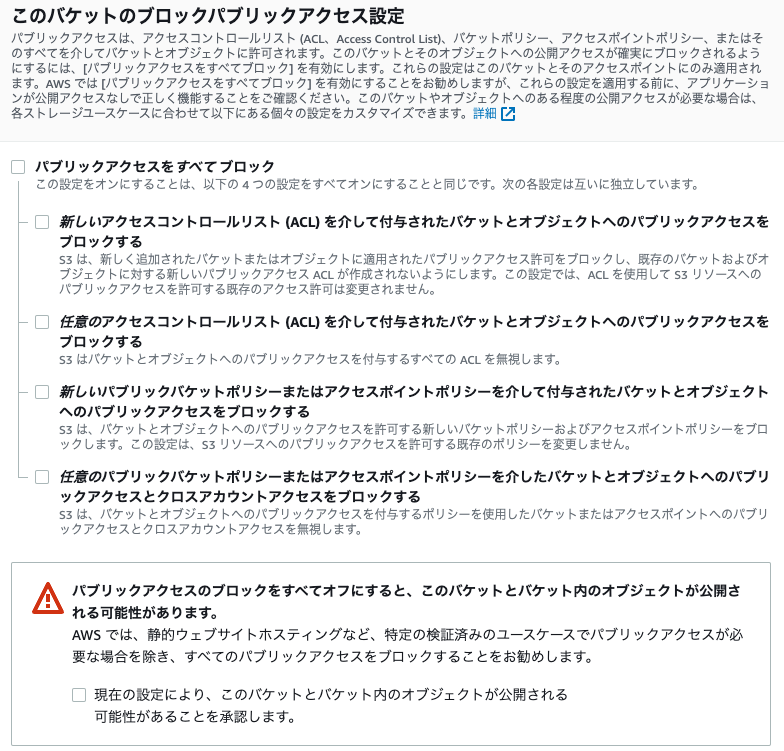 このバケットのブロックパブリックアクセス設定
パブリックアクセスは、アクセスコントロールリスト (ACL、Access Control List)、バケットポリシー、アクセスポイントポリシー、またはそ
のすべてを介してバケットとオブジェクトに許可されます。このバケットとそのオブジェクトへの公開アクセスが確実にブロックされるよう
にするには、[パブリックアクセスをすべてブロック] を有効にします。これらの設定はこのバケットとそのアクセスポイントにのみ適用され
ます。AWS では [パブリックアクセスをすべてブロック] を有効にすることをお勧めしますが、これらの設定を適用する前に、アプリケーショ
ンが公開アクセスなしで正しく機能することをご確認ください。このバケットやオブジェクトへのある程度の公開アクセスが必要な場合は、
各ストレージユースケースに合わせて以下にある個々の設定をカスタマイズできます。詳細
パブリックアクセスをすべて ブロック
この設定をオンにすることは、以下の 4 つの設定をすべてオンにすることと同じです。次の各設定は互いに独立しています。
新しいアクセスコントロールリスト (ACL) を介して付与されたバケットとオブジェクトへのパブリックアクセスを
ブロックする
S3 は、新しく追加されたバケットまたはオブジェクトに適用されたパブリックアクセス許可をブロックし、既存のバケットおよびオブ
ジェクトに対する新しいパブリックアクセス ACL が作成されないようにします。この設定では、ACL を使用して S3 リソースへの
パブリックアクセスを許可する既存のアクセス許可は変更されません。
任意のアクセスコントロールリスト (ACL) を介して付与されたバケットとオブジェクトへのパブリックアクセスを
ブロックする
S3 はバケットとオブジェクトへのパブリックアクセスを付与するすべての ACL を無視します。
新しいパブリックバケットポリシーまたはアクセスポイントポリシーを介して付与されたバケットとオブジェクト
へのパブリックアクセスをブロックする
S3 は、バケットとオブジェクトへのパブリックアクセスを許可する新しいバケットポリシーおよびアクセスポイントポリシーをブロ
ックします。この設定は、S3 リソースへのパブリックアクセスを許可する既存のポリシーを変更しません。
任意のパブリックバケットポリシーまたはアクセスポイントポリシーを介したバケットとオブジェクトへのパブリ
ックアクセスとクロスアカウントアクセスをブロックする
S3 は、バケットとオブジェクトへのパブリックアクセスを付与するポリシーを使用したバケットまたはアクセスポイントへのパブリ
ックアクセスとクロスアカウントアクセスを無視します。
パブリックアクセスのブロックをすべてオフにすると、このバケットとバケット内のオブジェクトが公開さ
れる可能性があります。
AWS では、静的ウェブサイトホスティングなど、特定の検証済みのユースケースでパブリックアクセスが必
要な場合を除き、すべてのパブリックアクセスをブロックすることをお勧めします。
現在の設定により、このバケットとバケット内のオブジェクトが公開される
可能性があることを承認します。